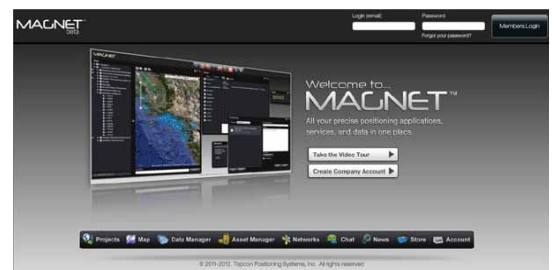 MAGNET™
beta
Login (email)
Password
Forgot your password?
Members Login
Welcome to...
MAGNET™
All your precise positioning applications,
services, and data in one place.
Take the Video Tour
Create Company Account
Projects Map Data Manager Asset Manager Networks Chat News Store Account
© 2011-2012. Topcon Positioning Systems, Inc. All rights reserved